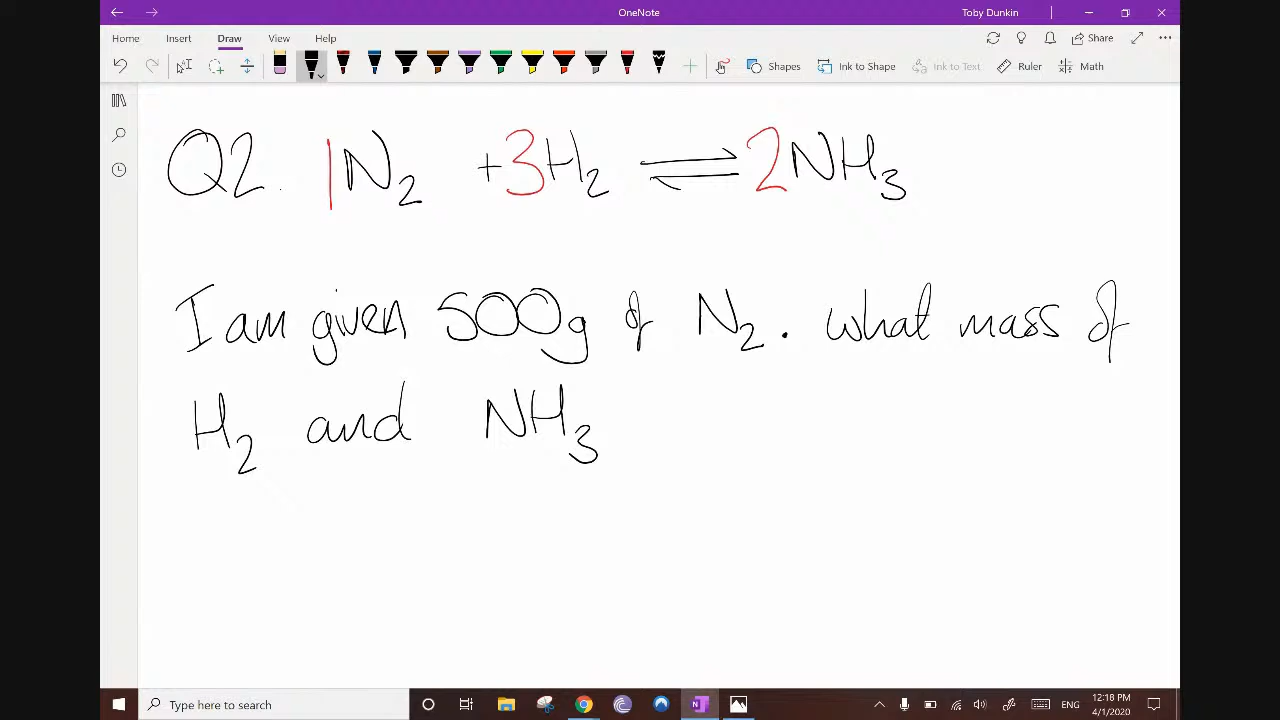 OneNote
Toby Dunkin
Home Insert Draw View Help
Share
Shapes Ink to Shape Ink to Text Ruler Math
Q2. 1N₂ +3H₂ ⇌ 2NH₃
I am given 500g of N₂. what mass of
H₂ and NH₃
Type here to search
N
ENG
12:18 PM
4/1/2020